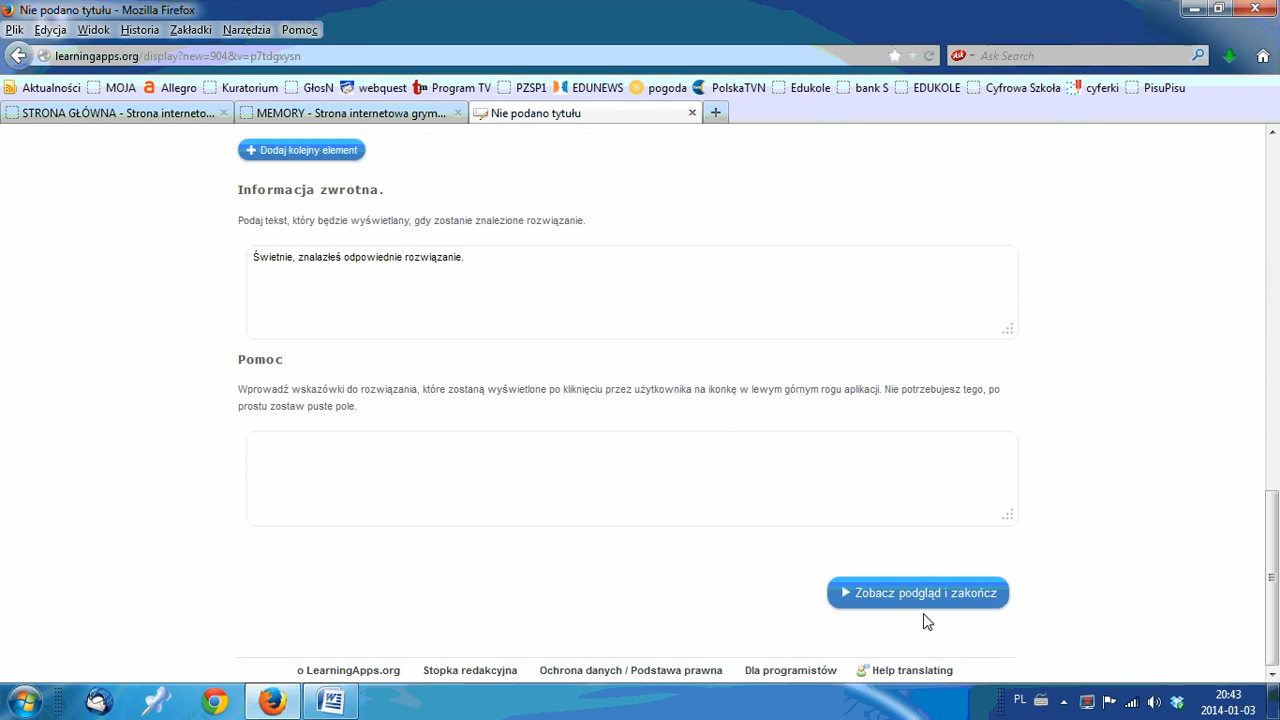 Nie podano tytułu - Mozilla Firefox
Plik Edycja Widok Historia Zakładki Narzędzia Pomoc
learningapps.org/display?new=904&v=p7tdgxysn
Ask Search
Aktualności MOJA Allegro Kuratorium GłosN webquest Program TV PZSP1 EDUNEWS pogoda PolskaTVN Edukole bank S EDUKOLE Cyfrowa Szkoła cyferki PisuPisu
STRONA GŁÓWNA - Strona interneto... MEMORY - Strona internetowa grym... Nie podano tytułu
Dodaj kolejny element
Informacja zwrotna.
Podaj tekst, który będzie wyświetlany, gdy zostanie znalezione rozwiązanie.
Świetnie, znalazłeś odpowiednie rozwiązanie.
Pomoc
Wprowadź wskazówki do rozwiązania, które zostaną wyświetlone po kliknięciu przez użytkownika na ikonkę w lewym górnym rogu aplikacji. Nie potrzebujesz tego, po
prostu zostaw puste pole.
Zobacz podgląd i zakończ
o LearningApps.org Stopka redakcyjna Ochrona danych / Podstawa prawna Dla programistów Help translating
PL
20:43
2014-01-03